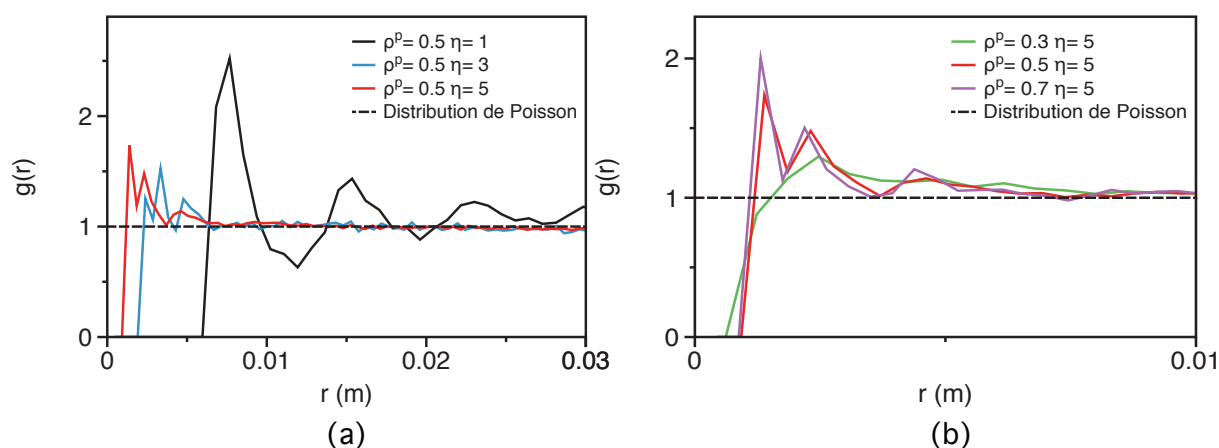 ρᵖ= 0.5 η= 1
ρᵖ= 0.5 η= 3
ρᵖ= 0.5 η= 5
Distribution de Poisson
2
1
0
g(r)
0
0.01
0.02
0.03
r (m)
(a)
ρᵖ= 0.3 η= 5
ρᵖ= 0.5 η= 5
ρᵖ= 0.7 η= 5
Distribution de Poisson
2
1
0
g(r)
0
0.01
r (m)
(b)